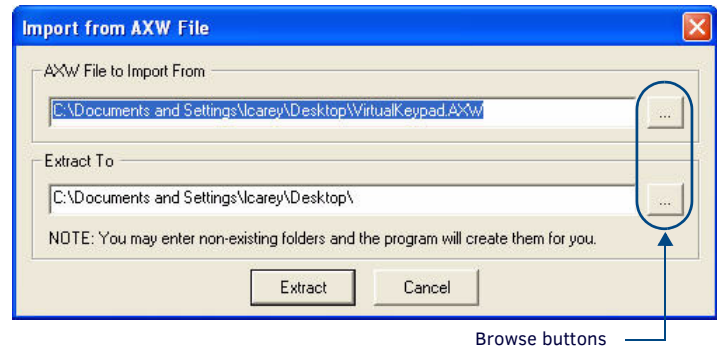 Import from AXW File
AXW File to Import From
C:\Documents and Settings\lcarey\Desktop\VirtualKeypad.AXW
...
Extract To
C:\Documents and Settings\lcarey\Desktop\
...
NOTE: You may enter non-existing folders and the program will create them for you.
Extract Cancel
Browse buttons